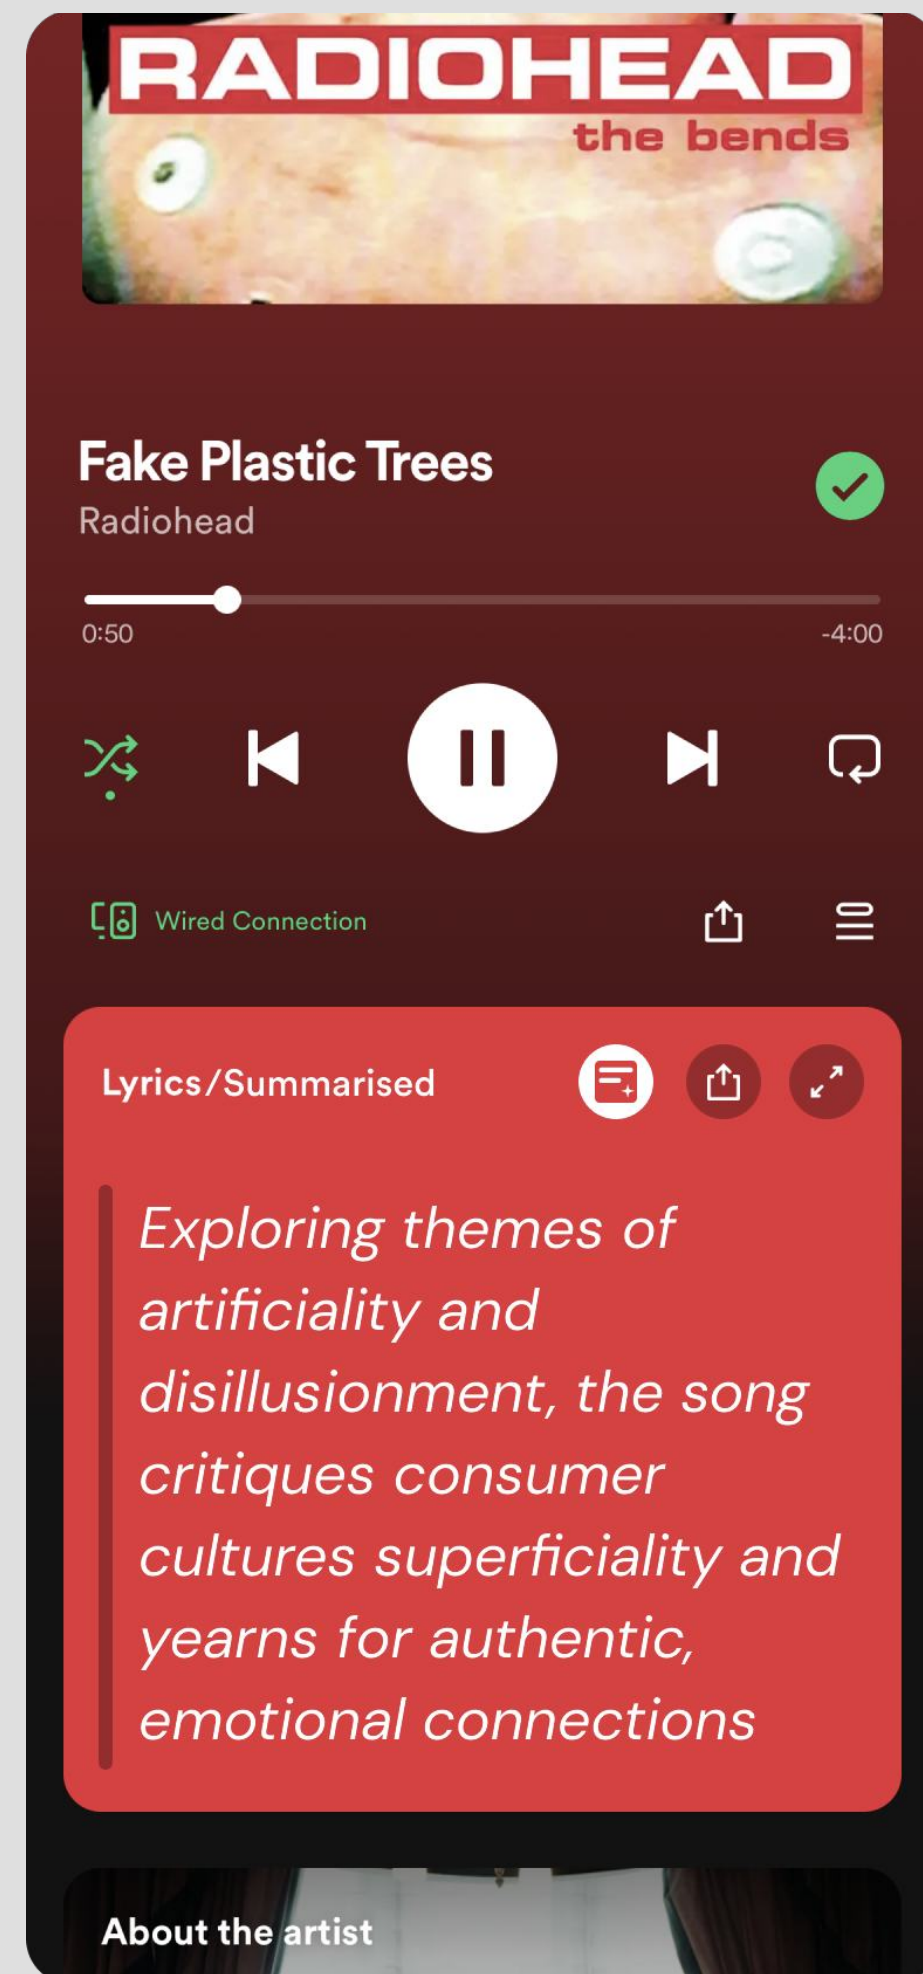 RADIOHEAD
the bends
Fake Plastic Trees
Radiohead
0:50
-4:00
Wired Connection
Lyrics/Summarised
Exploring themes of
artificiality and
disillusionment, the song
critiques consumer
cultures superficiality and
yearns for authentic,
emotional connections
About the artist